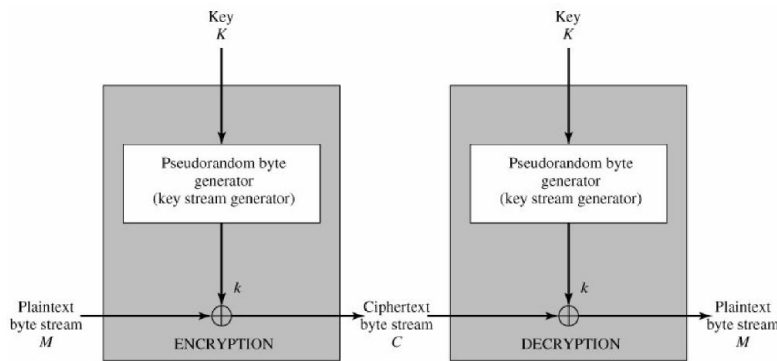 Key
K
Key
K
Pseudorandom byte
generator
(key stream generator)
Pseudorandom byte
generator
(key stream generator)
k
k
Plaintext
byte stream
M
Ciphertext
byte stream
C
Plaintext
byte stream
M
ENCRYPTION
DECRYPTION